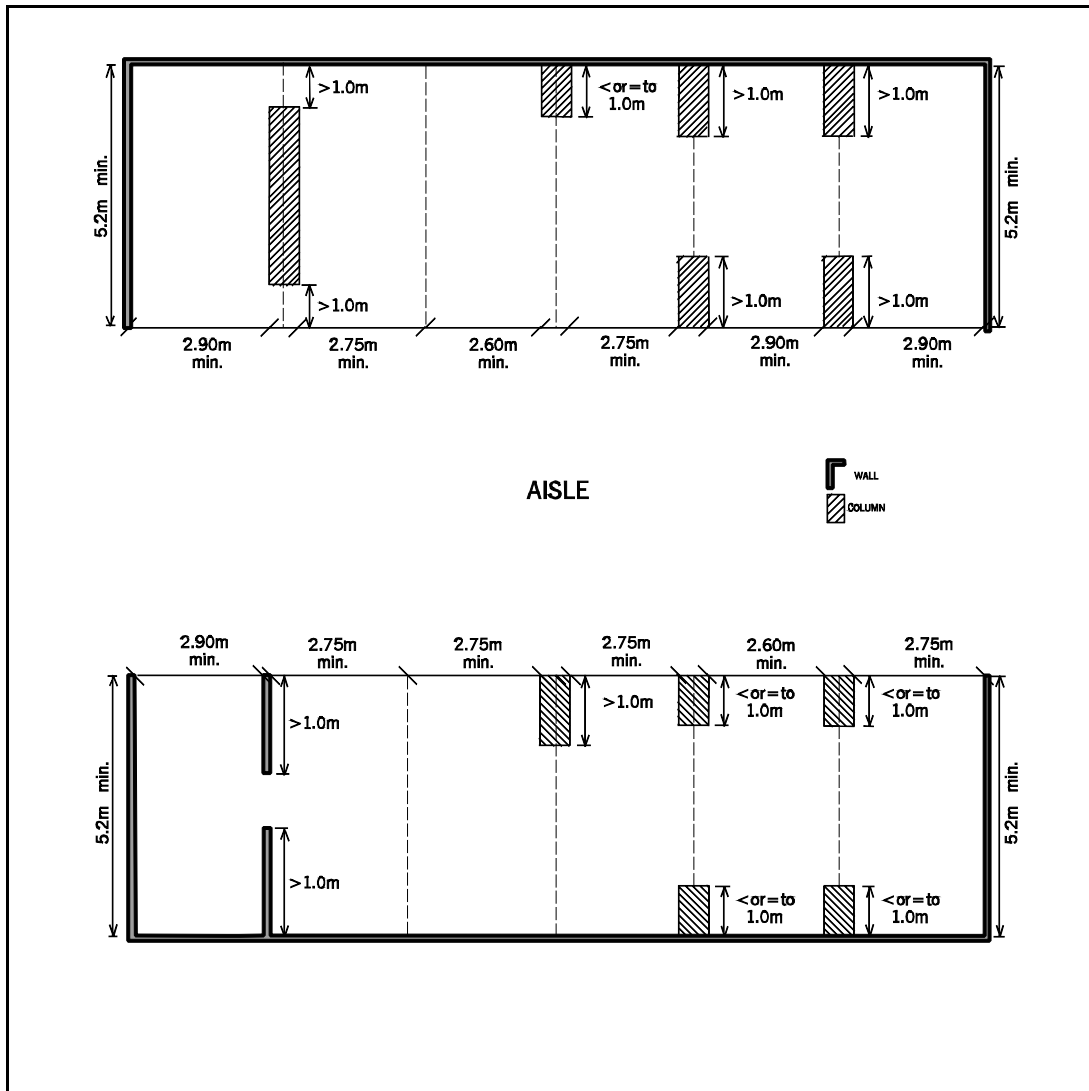 >1.0m
<or=to
1.0m
>1.0m
>1.0m
5.2m min.
5.2m min.
>1.0m
>1.0m
>1.0m
2.90m
min.
2.75m
min.
2.60m
min.
2.75m
min.
2.90m
min.
2.90m
min.
AISLE
WALL
COLUMN
2.90m
min.
2.75m
min.
2.75m
min.
2.75m
min.
2.60m
min.
2.75m
min.
>1.0m
>1.0m
<or=to
1.0m
<or=to
1.0m
5.2m min.
5.2m min.
>1.0m
<or=to
1.0m
<or=to
1.0m